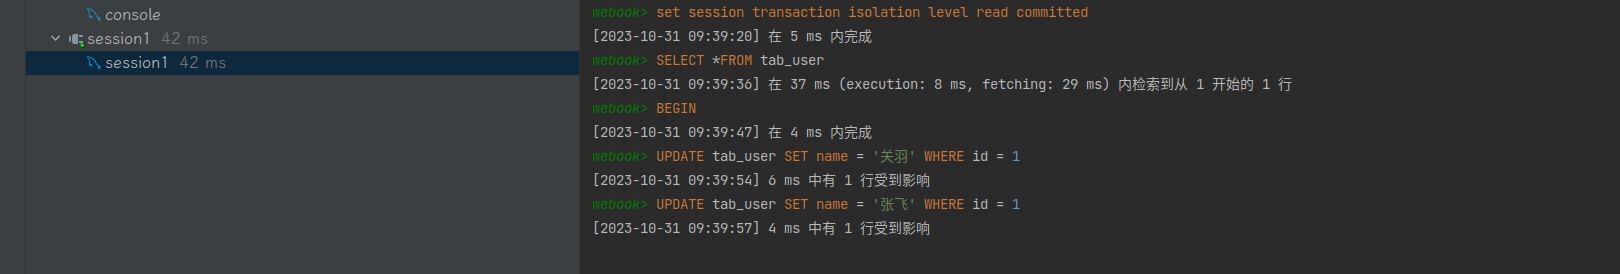 console
session1 42 ms
session1 42 ms
webook> set session transaction isolation level read committed
[2023-10-31 09:39:20] 在 5 ms 内完成
webook> SELECT *FROM tab_user
[2023-10-31 09:39:36] 在 37 ms (execution: 8 ms, fetching: 29 ms) 内检索到从 1 开始的 1 行
webook> BEGIN
[2023-10-31 09:39:47] 在 4 ms 内完成
webook> UPDATE tab_user SET name = '关羽' WHERE id = 1
[2023-10-31 09:39:54] 6 ms 中有 1 行受到影响
webook> UPDATE tab_user SET name = '张飞' WHERE id = 1
[2023-10-31 09:39:57] 4 ms 中有 1 行受到影响